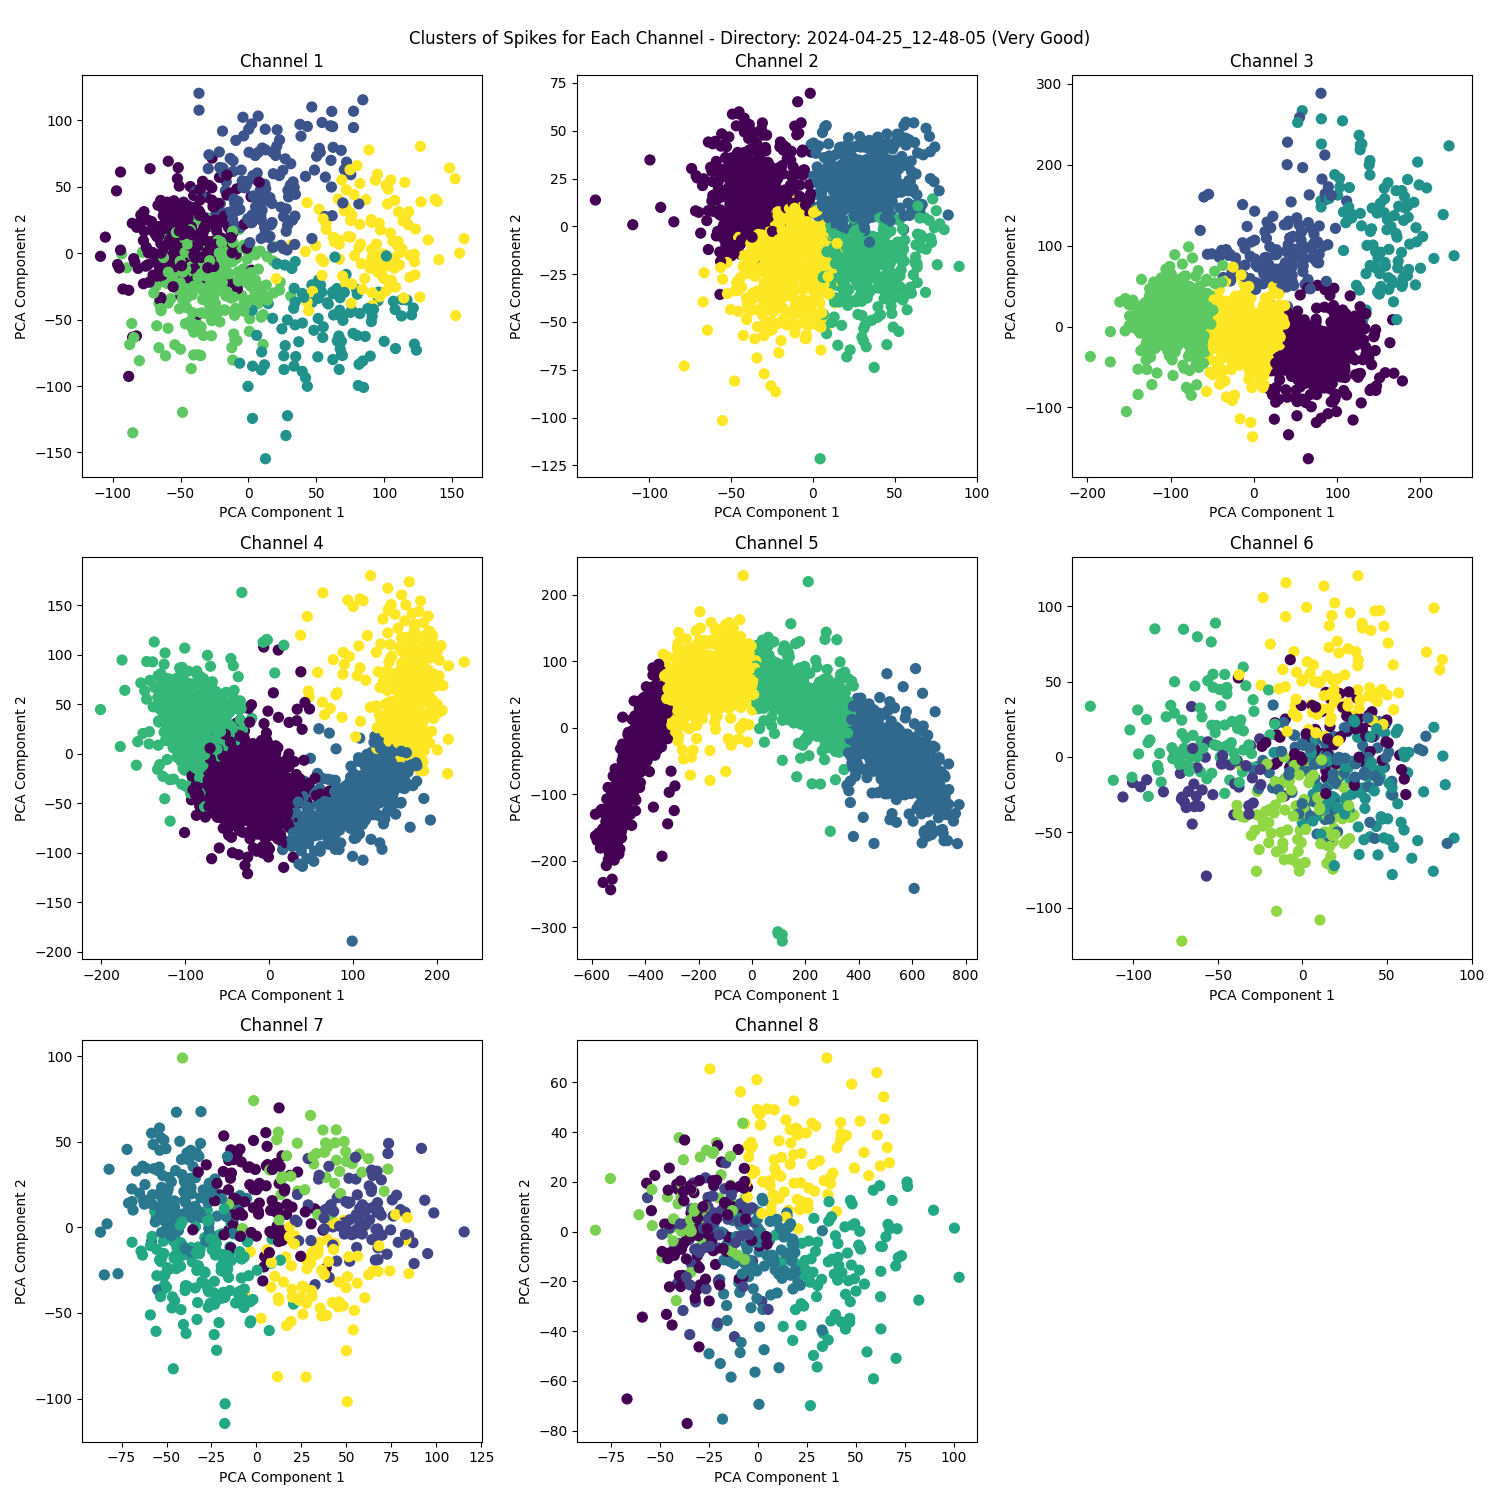 Clusters of Spikes for Each Channel - Directory: 2024-04-25_12-48-05 (Very Good)
Channel 1
100
50
0
−50
−100
−150
−100 −50 0 50 100 150
PCA Component 1
PCA Component 2
Channel 2
75
50
25
0
−25
−50
−75
−100
−125
−100 −50 0 50 100
PCA Component 1
PCA Component 2
Channel 3
300
200
100
0
−100
−200 −100 0 100 200
PCA Component 1
PCA Component 2
Channel 4
150
100
50
0
−50
−100
−150
−200
−200 −100 0 100 200
PCA Component 1
PCA Component 2
Channel 5
200
100
0
−100
−200
−300
−600 −400 −200 0 200 400 600 800
PCA Component 1
PCA Component 2
Channel 6
100
50
0
−50
−100
−100 −50 0 50 100
PCA Component 1
PCA Component 2
Channel 7
100
50
0
−50
−100
−75 −50 −25 0 25 50 75 100 125
PCA Component 1
PCA Component 2
Channel 8
60
40
20
0
−20
−40
−60
−80
−75 −50 −25 0 25 50 75 100
PCA Component 1
PCA Component 2